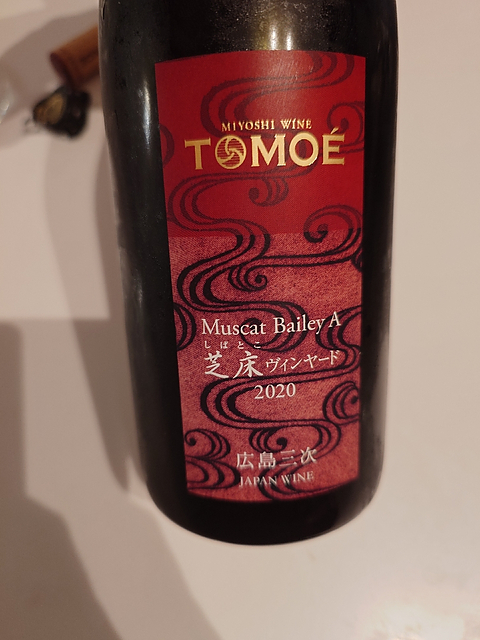 MIYOSHI WINE
TOMOÉ
Muscat Bailey A
しばとこ
芝床ヴィンヤード
2020
広島三次
JAPAN WINE